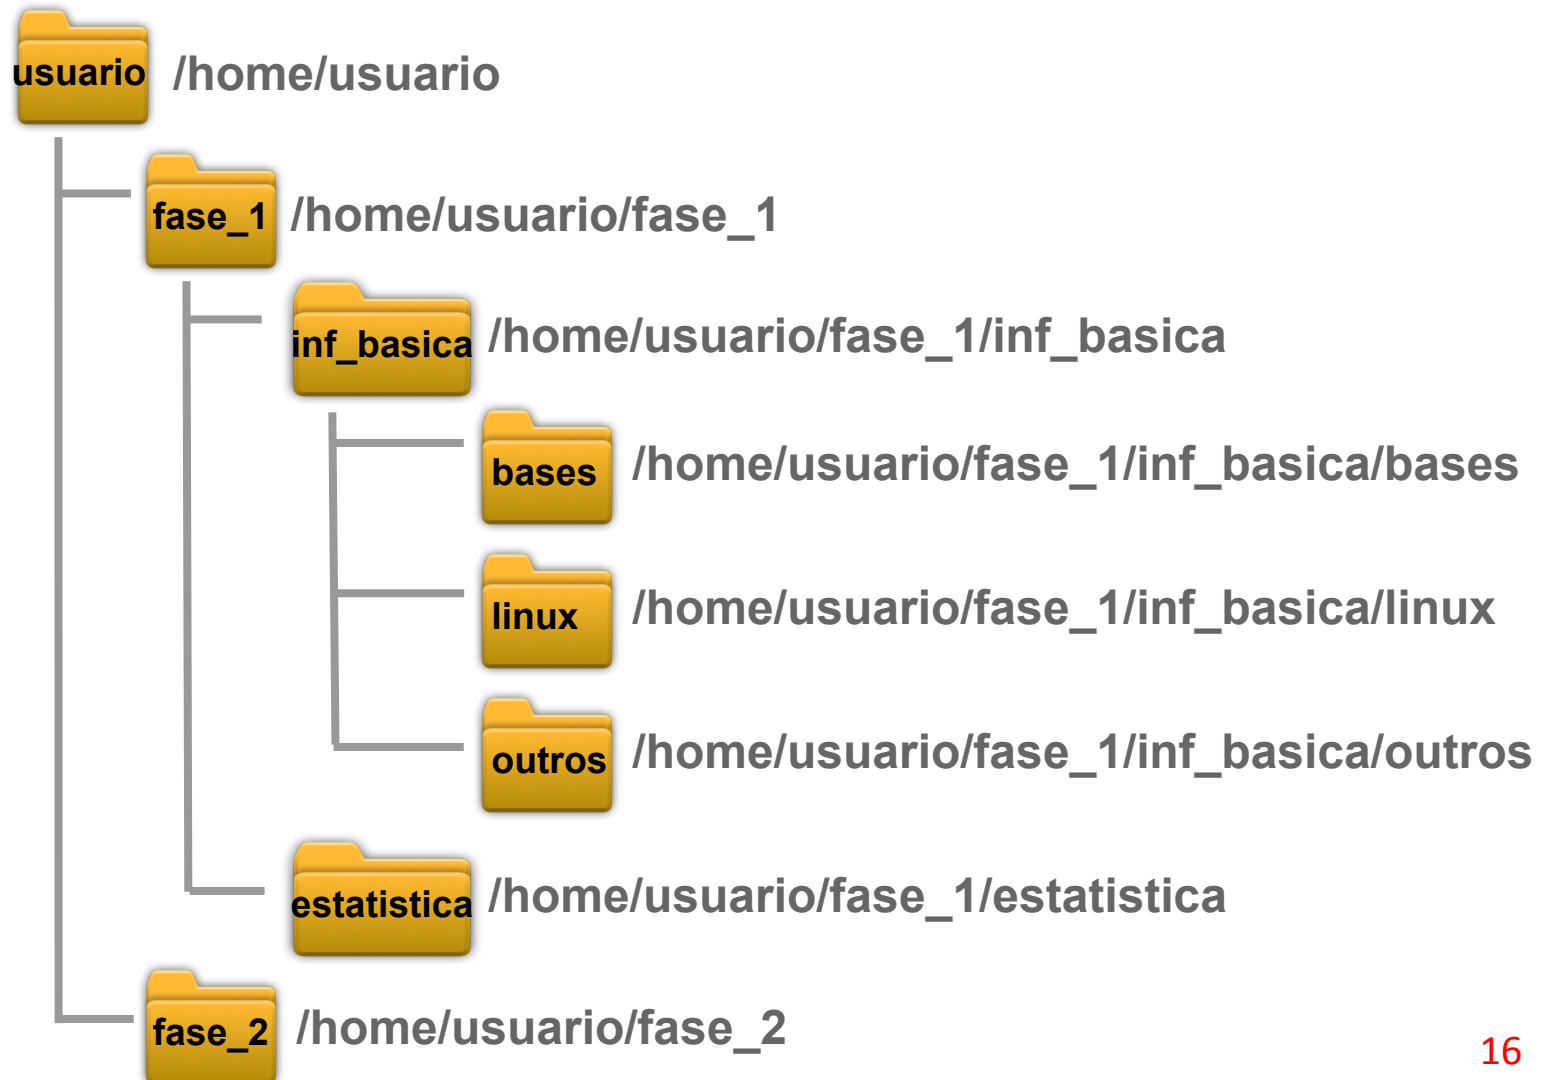 usuario /home/usuario
fase_1 /home/usuario/fase_1
inf_basica /home/usuario/fase_1/inf_basica
bases /home/usuario/fase_1/inf_basica/bases
linux /home/usuario/fase_1/inf_basica/linux
outros /home/usuario/fase_1/inf_basica/outros
estatistica /home/usuario/fase_1/estatistica
fase_2 /home/usuario/fase_2
16